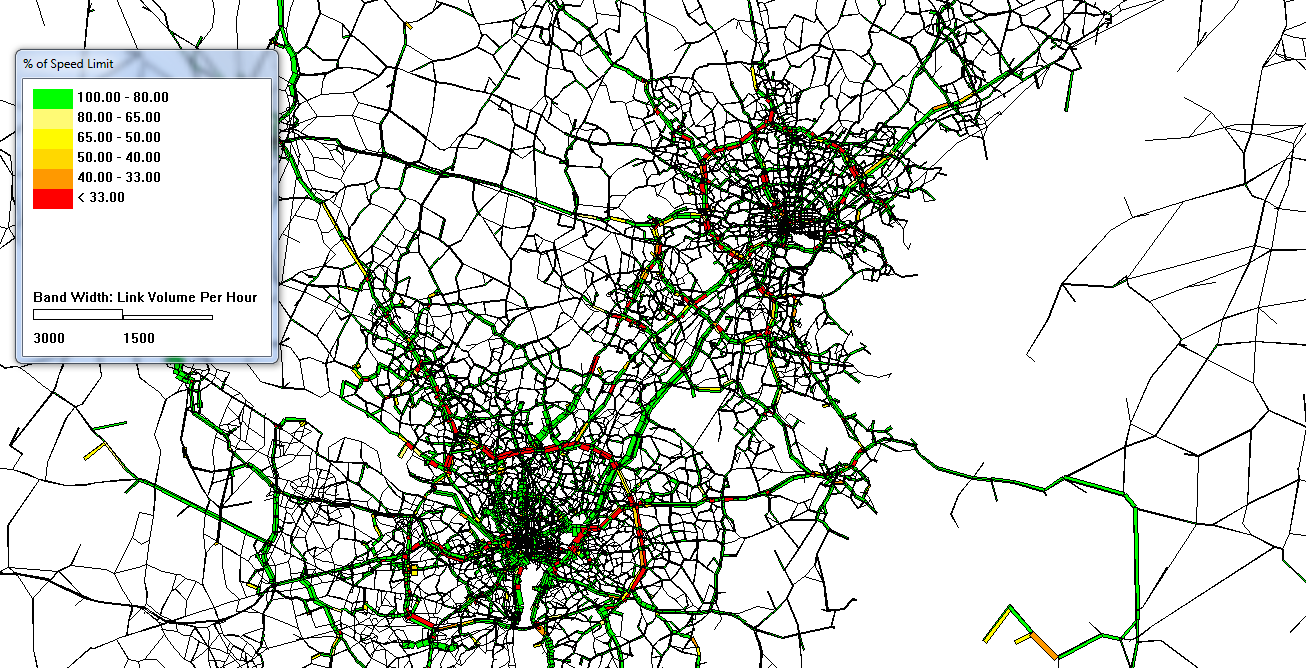 % of Speed Limit
100.00 - 80.00
80.00 - 65.00
65.00 - 50.00
50.00 - 40.00
40.00 - 33.00
< 33.00
Band Width: Link Volume Per Hour
3000 1500